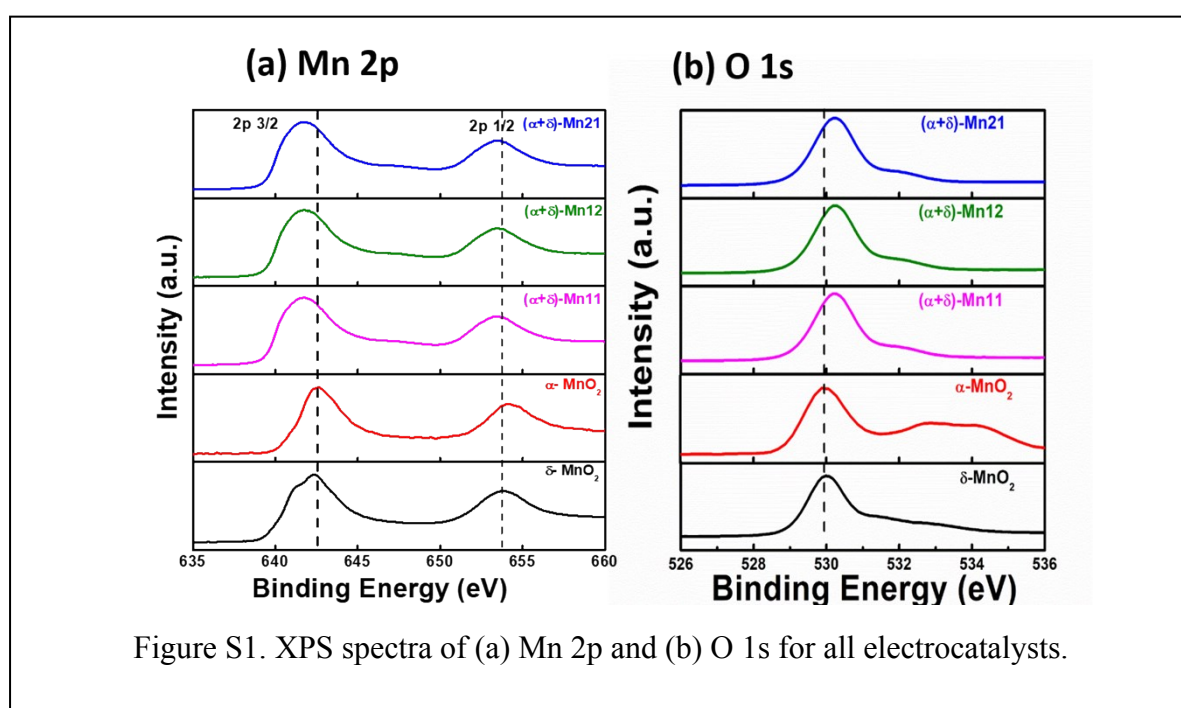 (a) Mn 2p
Intensity (a.u.)
2p 3/2
2p 1/2
(α+δ)-Mn21
(α+δ)-Mn12
(α+δ)-Mn11
α- MnO₂
δ- MnO₂
635 640 645 650 655 660
Binding Energy (eV)
(b) O 1s
Intensity (a.u.)
(α+δ)-Mn21
(α+δ)-Mn12
(α+δ)-Mn11
α-MnO₂
δ-MnO₂
526 528 530 532 534 536
Binding Energy (eV)
Figure S1. XPS spectra of (a) Mn 2p and (b) O 1s for all electrocatalysts.